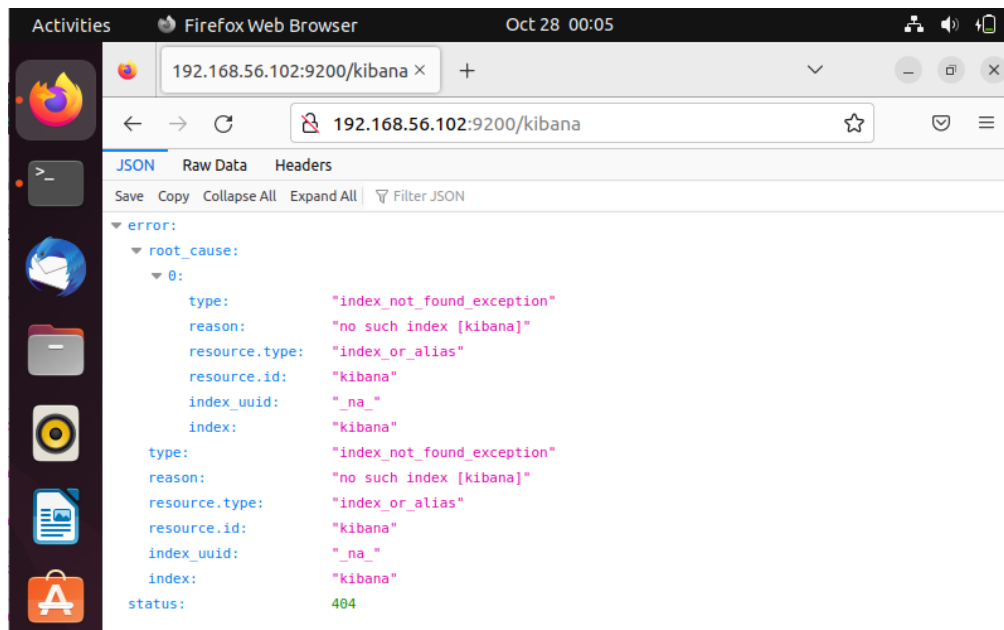 Activities Firefox Web Browser Oct 28 00:05
192.168.56.102:9200/kibana
192.168.56.102:9200/kibana
JSON Raw Data Headers
Save Copy Collapse All Expand All Filter JSON
error:
root_cause:
0:
type: "index_not_found_exception"
reason: "no such index [kibana]"
resource.type: "index_or_alias"
resource.id: "kibana"
index_uuid: "_na_"
index: "kibana"
type: "index_not_found_exception"
reason: "no such index [kibana]"
resource.type: "index_or_alias"
resource.id: "kibana"
index_uuid: "_na_"
index: "kibana"
status: 404